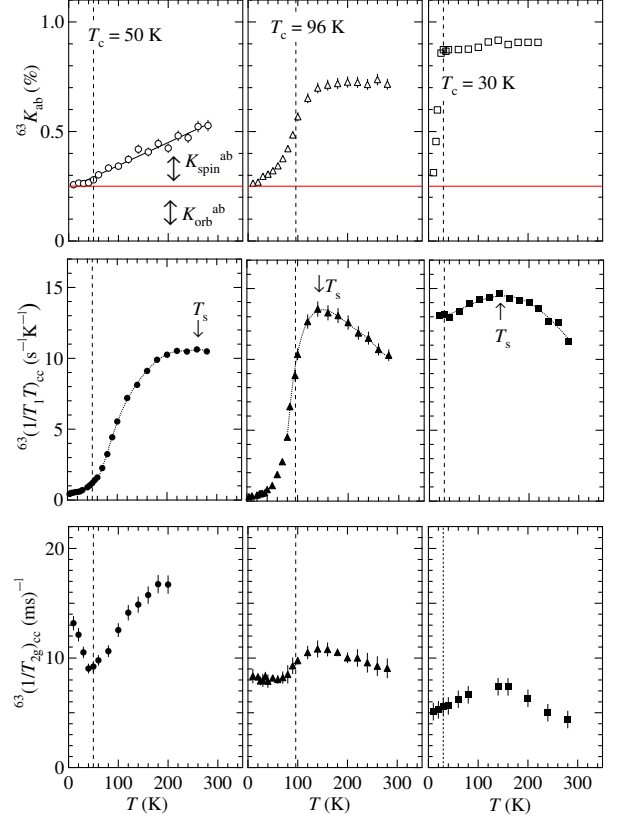 1.0
0.5
0
⁶³K_ab (%)
T_c = 50 K
T_c = 96 K
T_c = 30 K
K_spin^ab
K_orb^ab
15
10
5
0
⁶³(1/T₁T)_cc (s⁻¹K⁻¹)
T_s
T_s
T_s
20
10
0
⁶³(1/T_2g)_cc (ms)⁻¹
0 100 200 300
0 100 200 300
0 100 200 300
T (K)
T (K)
T (K)